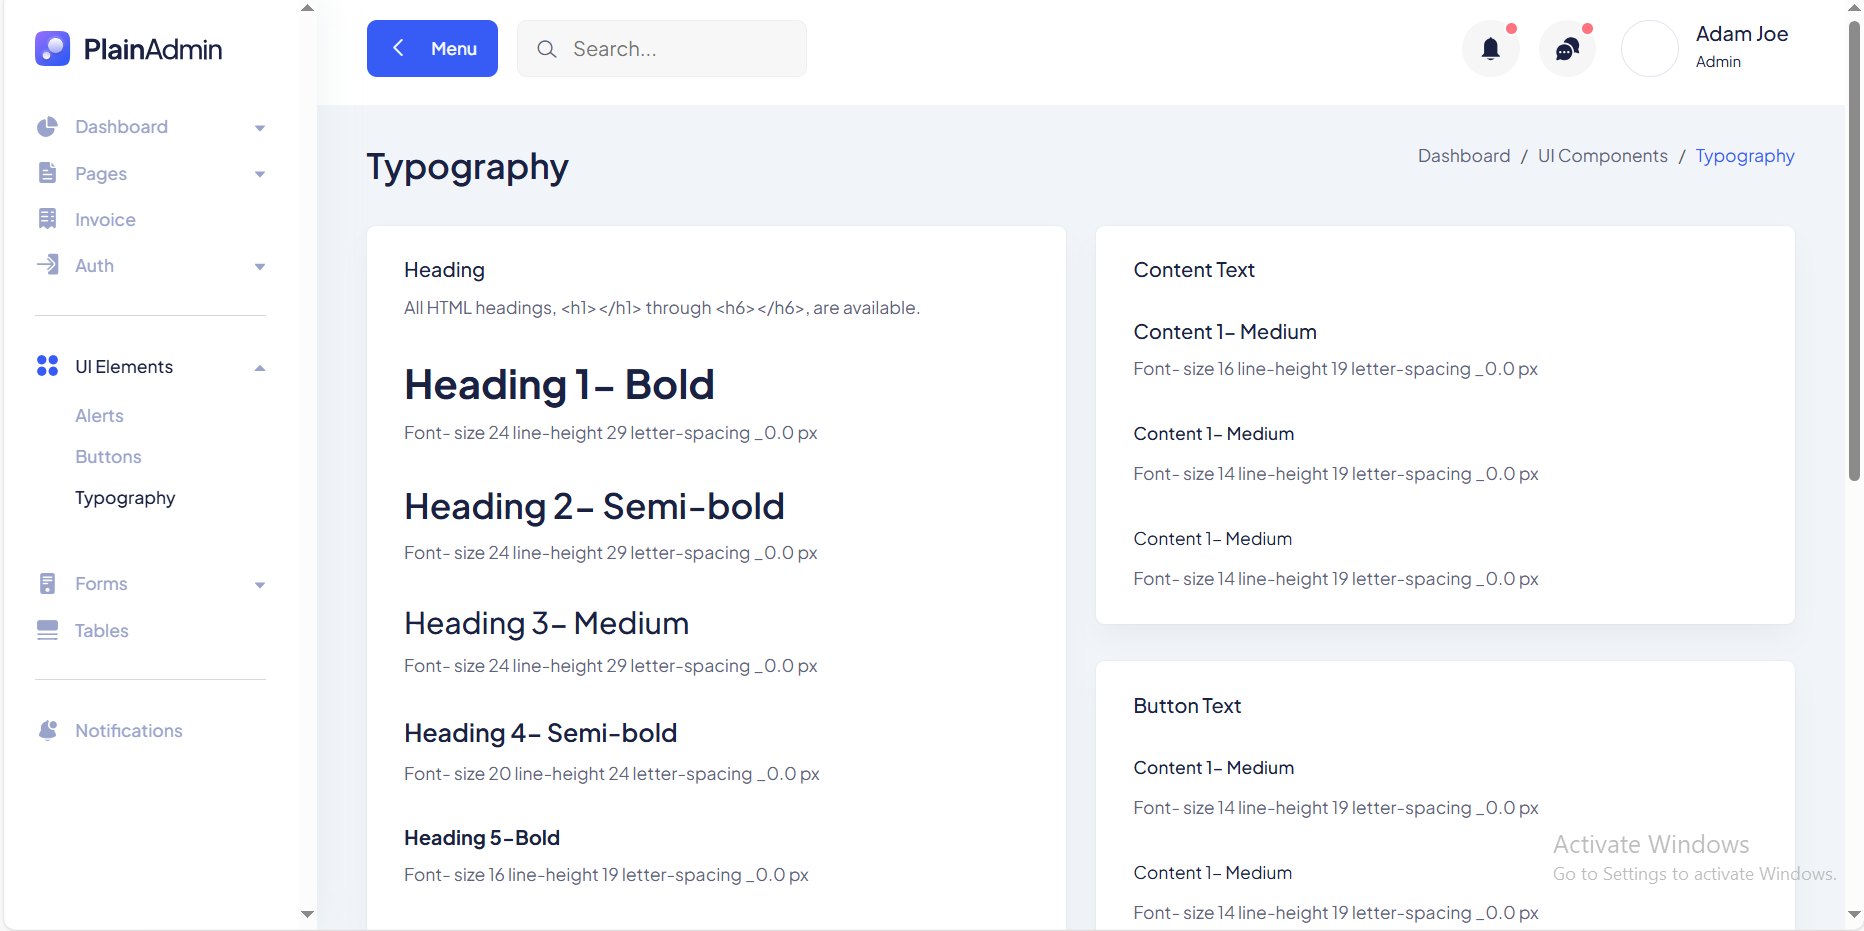 PlainAdmin
Dashboard
Pages
Invoice
Auth
UI Elements
Alerts
Buttons
Typography
Forms
Tables
Notifications
Menu
Search...
Adam Joe
Admin
Typography
Dashboard / UI Components / Typography
Heading
All HTML headings, <h1></h1> through <h6></h6>, are available.
Heading 1– Bold
Font- size 24 line-height 29 letter-spacing _0.0 px
Heading 2– Semi-bold
Font- size 24 line-height 29 letter-spacing _0.0 px
Heading 3– Medium
Font- size 24 line-height 29 letter-spacing _0.0 px
Heading 4– Semi-bold
Font- size 20 line-height 24 letter-spacing _0.0 px
Heading 5–Bold
Font- size 16 line-height 19 letter-spacing _0.0 px
Content Text
Content 1– Medium
Font- size 16 line-height 19 letter-spacing _0.0 px
Content 1– Medium
Font- size 14 line-height 19 letter-spacing _0.0 px
Content 1– Medium
Font- size 14 line-height 19 letter-spacing _0.0 px
Button Text
Content 1– Medium
Font- size 14 line-height 19 letter-spacing _0.0 px
Content 1– Medium
Font- size 14 line-height 19 letter-spacing _0.0 px
Activate Windows
Go to Settings to activate Windows.